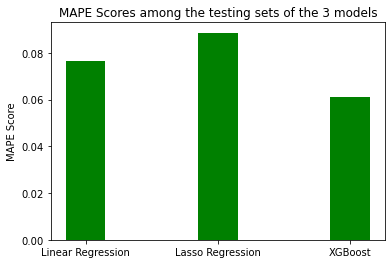 MAPE Scores among the testing sets of the 3 models
MAPE Score
0.08
0.06
0.04
0.02
0.00
Linear Regression
Lasso Regression
XGBoost